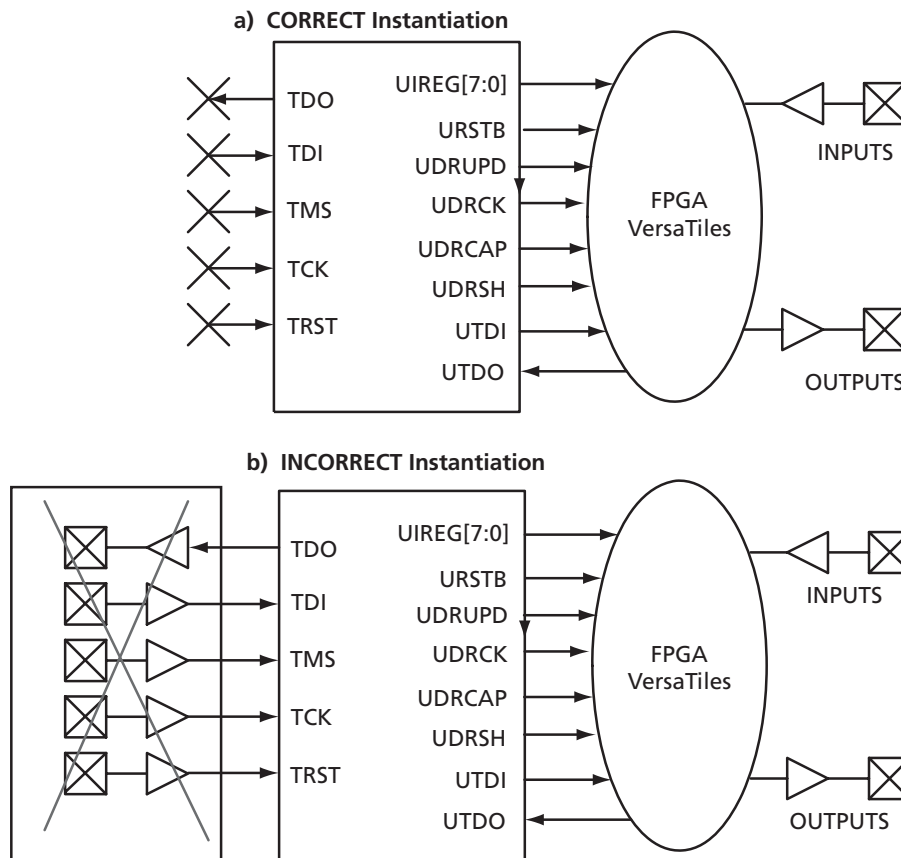 a) CORRECT Instantiation
TDO
TDI
TMS
TCK
TRST
UIREG[7:0]
URSTB
UDRUPD
UDRCK
UDRCAP
UDRSH
UTDI
UTDO
FPGA
VersaTiles
INPUTS
OUTPUTS
b) INCORRECT Instantiation
TDO
TDI
TMS
TCK
TRST
UIREG[7:0]
URSTB
UDRUPD
UDRCK
UDRCAP
UDRSH
UTDI
UTDO
FPGA
VersaTiles
INPUTS
OUTPUTS